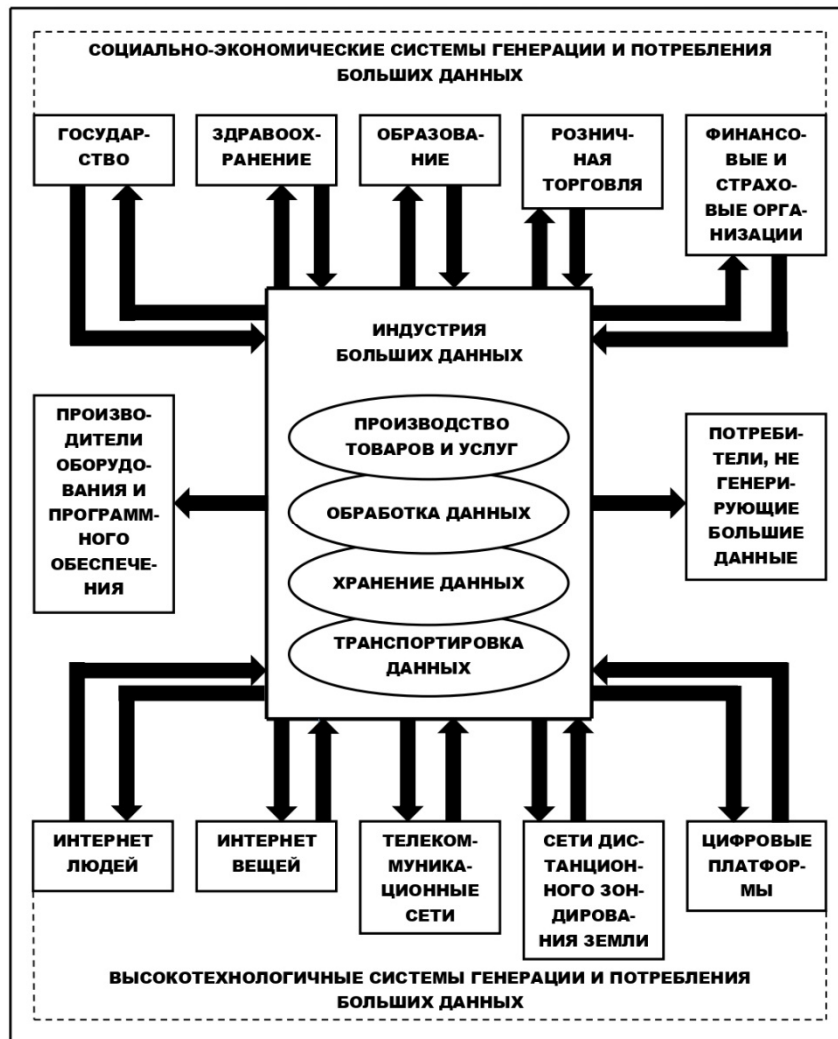 СОЦИАЛЬНО-ЭКОНОМИЧЕСКИЕ СИСТЕМЫ ГЕНЕРАЦИИ И ПОТРЕБЛЕНИЯ
БОЛЬШИХ ДАННЫХ
ГОСУДАР-
СТВО
ЗДРАВООХ-
РАНЕНИЕ
ОБРАЗОВА-
НИЕ
РОЗНИЧ-
НАЯ
ТОРГОВЛЯ
ФИНАНСО-
ВЫЕ И
СТРАХО-
ВЫЕ ОРГА-
НИЗАЦИИ
ИНДУСТРИЯ
БОЛЬШИХ ДАННЫХ
ПРОИЗВО-
ДИТЕЛИ
ОБОРУДО-
ВАНИЯ И
ПРОГРАММ-
НОГО
ОБЕСПЕЧЕ-
НИЯ
ПРОИЗВОДСТВО
ТОВАРОВ И УСЛУГ
ОБРАБОТКА ДАННЫХ
ХРАНЕНИЕ ДАННЫХ
ТРАНСПОРТИРОВКА
ДАННЫХ
ПОТРЕБИ-
ТЕЛИ, НЕ
ГЕНЕРИ-
РУЮЩИЕ
БОЛЬШИЕ
ДАННЫЕ
ИНТЕРНЕТ
ЛЮДЕЙ
ИНТЕРНЕТ
ВЕЩЕЙ
ТЕЛЕКОМ-
МУНИКА-
ЦИОННЫЕ
СЕТИ
СЕТИ ДИС-
ТАНЦИОН-
НОГО ЗОН-
ДИРОВА-
НИЯ ЗЕМЛИ
ЦИФРОВЫЕ
ПЛАТФОР-
МЫ
ВЫСОКОТЕХНОЛОГИЧНЫЕ СИСТЕМЫ ГЕНЕРАЦИИ И ПОТРЕБЛЕНИЯ
БОЛЬШИХ ДАННЫХ